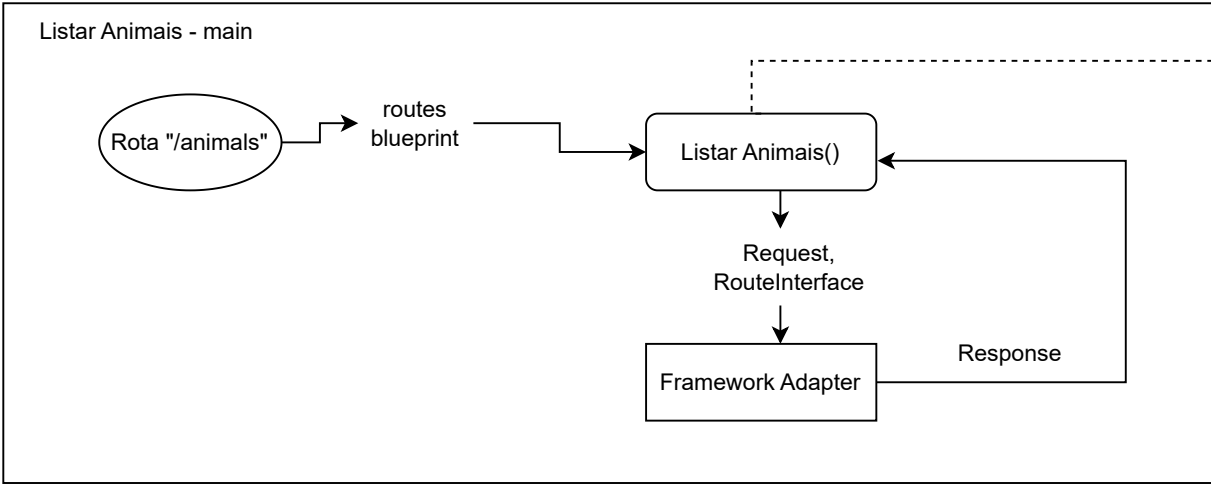 Listar Animais - main
Rota "/animals"
routes
blueprint
Listar Animais()
Request,
RouteInterface
Framework Adapter
Response